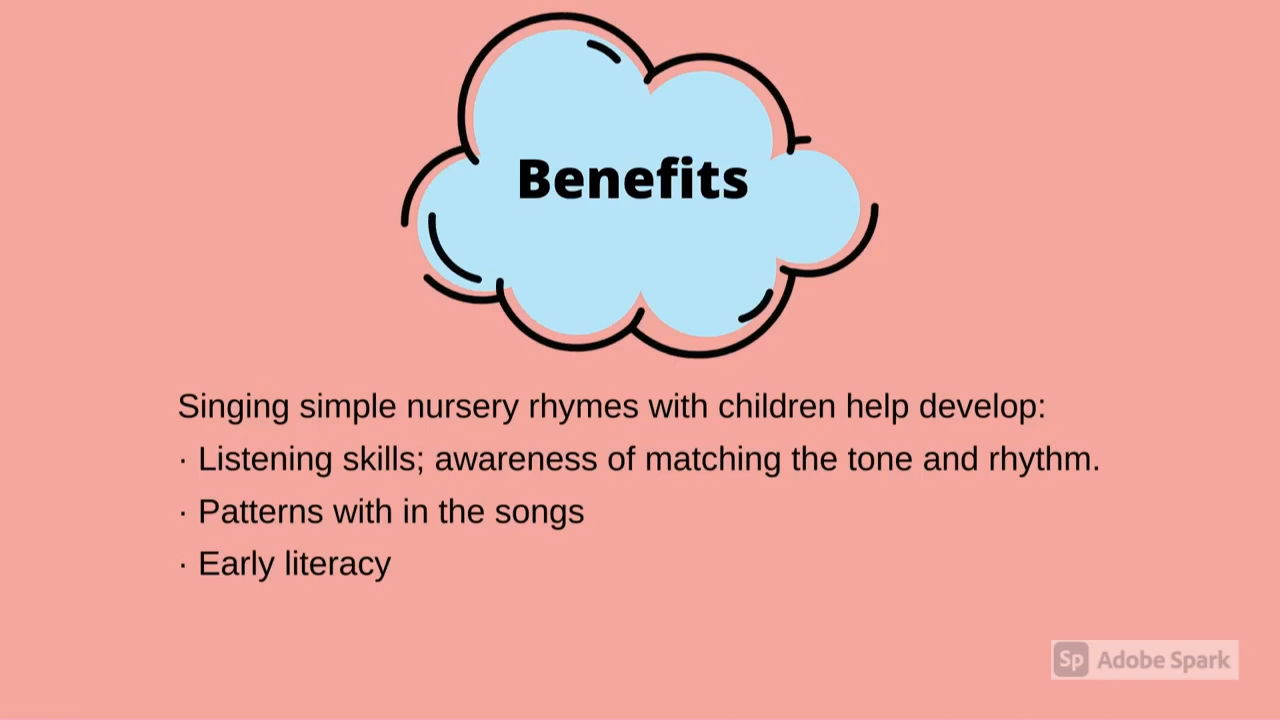 Benefits
Singing simple nursery rhymes with children help develop:
· Listening skills; awareness of matching the tone and rhythm.
· Patterns with in the songs
· Early literacy
Sp Adobe Spark